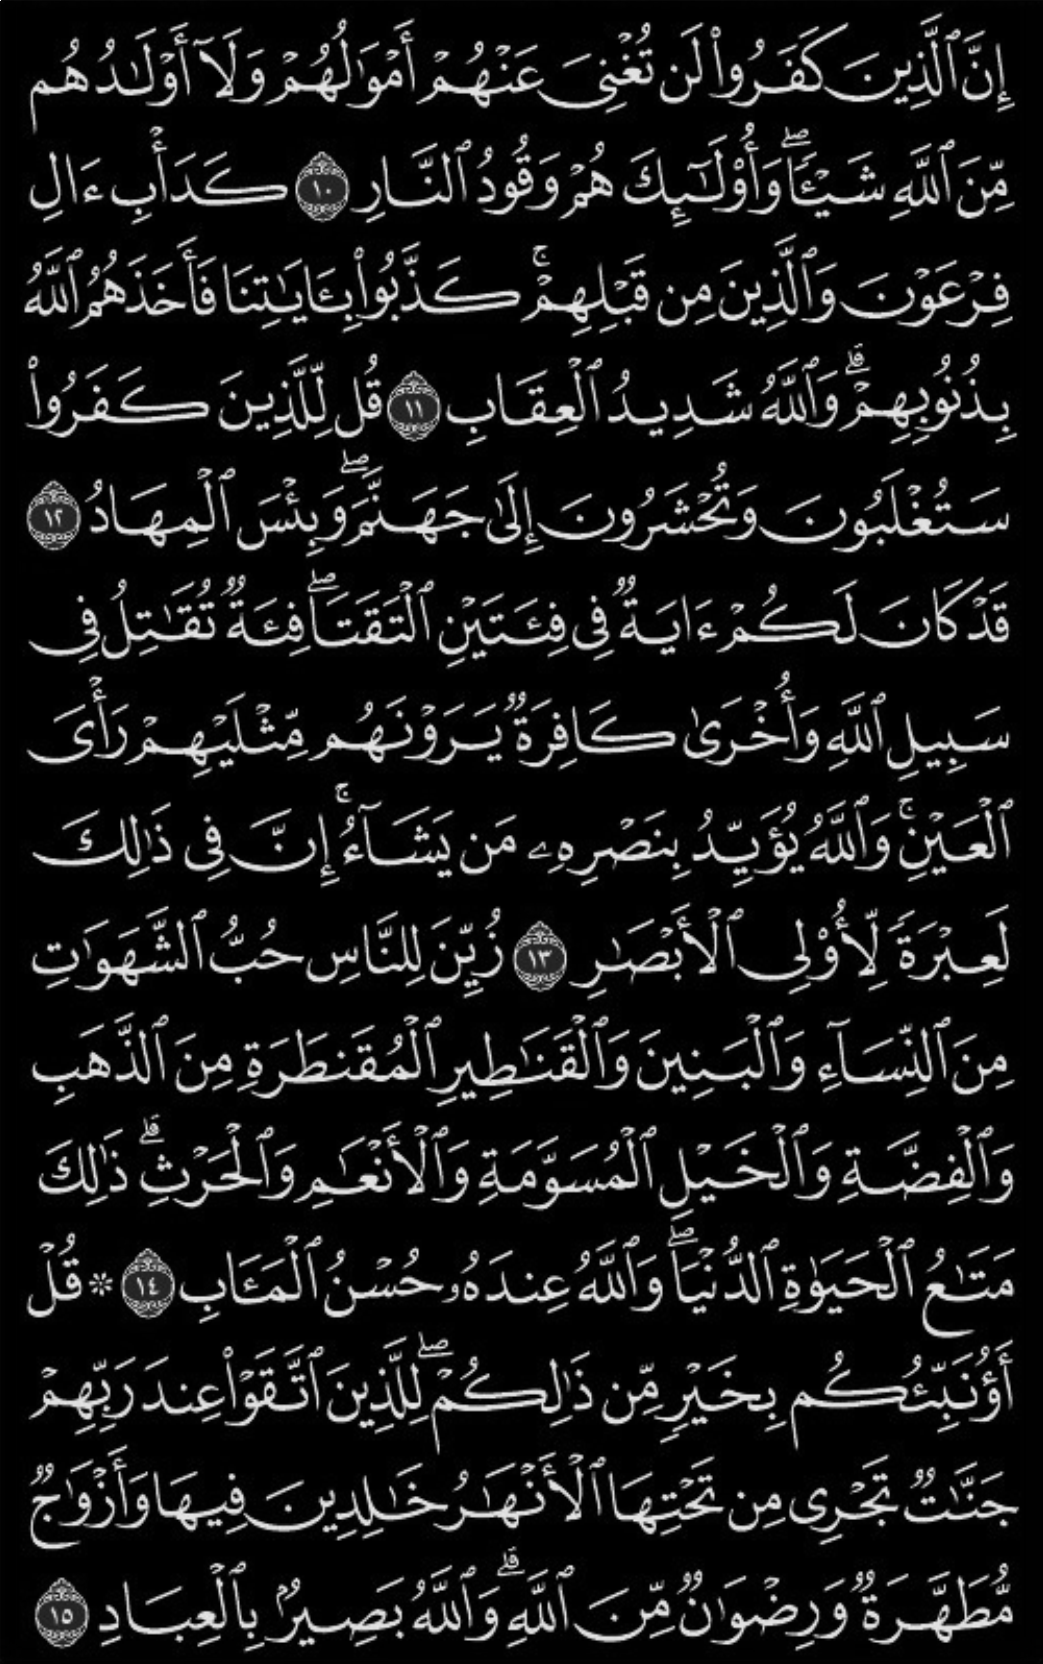 إِنَّ ٱلَّذِينَ كَفَرُوا۟ لَن تُغْنِىَ عَنْهُمْ أَمْوَٰلُهُمْ وَلَآ أَوْلَـٰدُهُم
مِّنَ ٱللَّهِ شَيْـًٔا ۖ وَأُو۟لَـٰٓئِكَ هُمْ وَقُودُ ٱلنَّارِ ١٠ كَدَأْبِ ءَالِ
فِرْعَوْنَ وَٱلَّذِينَ مِن قَبْلِهِمْ ۚ كَذَّبُوا۟ بِـَٔايَـٰتِنَا فَأَخَذَهُمُ ٱللَّهُ
بِذُنُوبِهِمْ ۗ وَٱللَّهُ شَدِيدُ ٱلْعِقَابِ ١١ قُل لِّلَّذِينَ كَفَرُوا۟
سَتُغْلَبُونَ وَتُحْشَرُونَ إِلَىٰ جَهَنَّمَ ۖ وَبِئْسَ ٱلْمِهَادُ ١٢
قَدْ كَانَ لَكُمْ ءَايَةٌ فِى فِئَتَيْنِ ٱلْتَقَتَا ۖ فِئَةٌ تُقَـٰتِلُ فِى
سَبِيلِ ٱللَّهِ وَأُخْرَىٰ كَافِرَةٌ يَرَوْنَهُم مِّثْلَيْهِمْ رَأْىَ
ٱلْعَيْنِ ۚ وَٱللَّهُ يُؤَيِّدُ بِنَصْرِهِۦ مَن يَشَآءُ ۚ إِنَّ فِى ذَٰلِكَ
لَعِبْرَةً لِّأُو۟لِى ٱلْأَبْصَـٰرِ ١٣ زُيِّنَ لِلنَّاسِ حُبُّ ٱلشَّهَوَٰتِ
مِنَ ٱلنِّسَآءِ وَٱلْبَنِينَ وَٱلْقَنَـٰطِيرِ ٱلْمُقَنطَرَةِ مِنَ ٱلذَّهَبِ
وَٱلْفِضَّةِ وَٱلْخَيْلِ ٱلْمُسَوَّمَةِ وَٱلْأَنْعَـٰمِ وَٱلْحَرْثِ ۗ ذَٰلِكَ
مَتَـٰعُ ٱلْحَيَوٰةِ ٱلدُّنْيَا ۖ وَٱللَّهُ عِندَهُۥ حُسْنُ ٱلْمَـَٔابِ ١٤ ۞ قُلْ
أَؤُنَبِّئُكُم بِخَيْرٍ مِّن ذَٰلِكُمْ ۖ لِلَّذِينَ ٱتَّقَوْا۟ عِندَ رَبِّهِمْ
جَنَّـٰتٌ تَجْرِى مِن تَحْتِهَا ٱلْأَنْهَـٰرُ خَـٰلِدِينَ فِيهَا وَأَزْوَٰجٌ
مُّطَهَّرَةٌ وَرِضْوَٰنٌ مِّنَ ٱللَّهِ ۗ وَٱللَّهُ بَصِيرٌۢ بِٱلْعِبَادِ ١٥